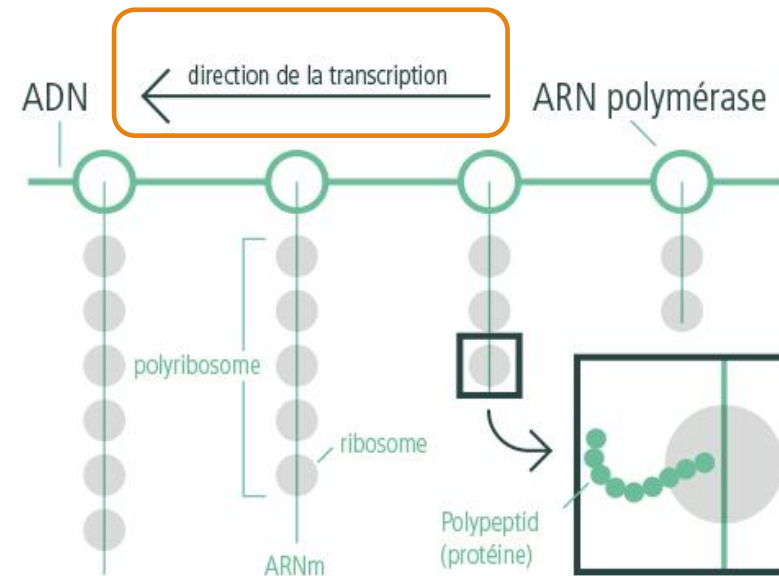 direction de la transcription
ADN
ARN polymérase
polyribosome
ribosome
Polypeptid
(protéine)
ARNm